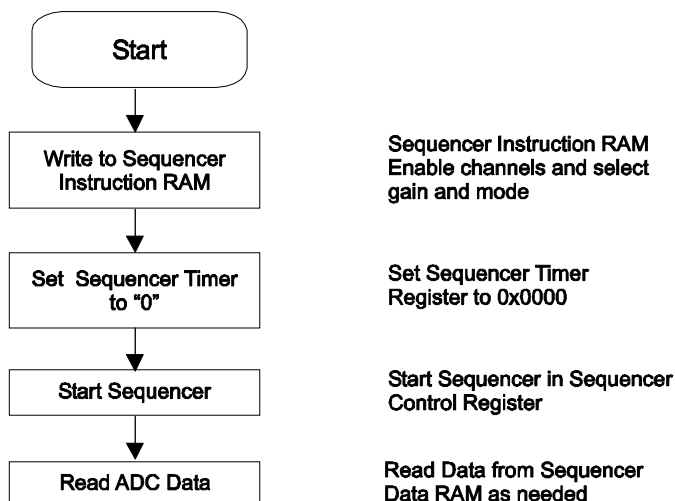 Start
Write to Sequencer
Instruction RAM
Sequencer Instruction RAM
Enable channels and select
gain and mode
Set Sequencer Timer
to “0”
Set Sequencer Timer
Register to 0x0000
Start Sequencer
Start Sequencer in Sequencer
Control Register
Read ADC Data
Read Data from Sequencer
Data RAM as needed